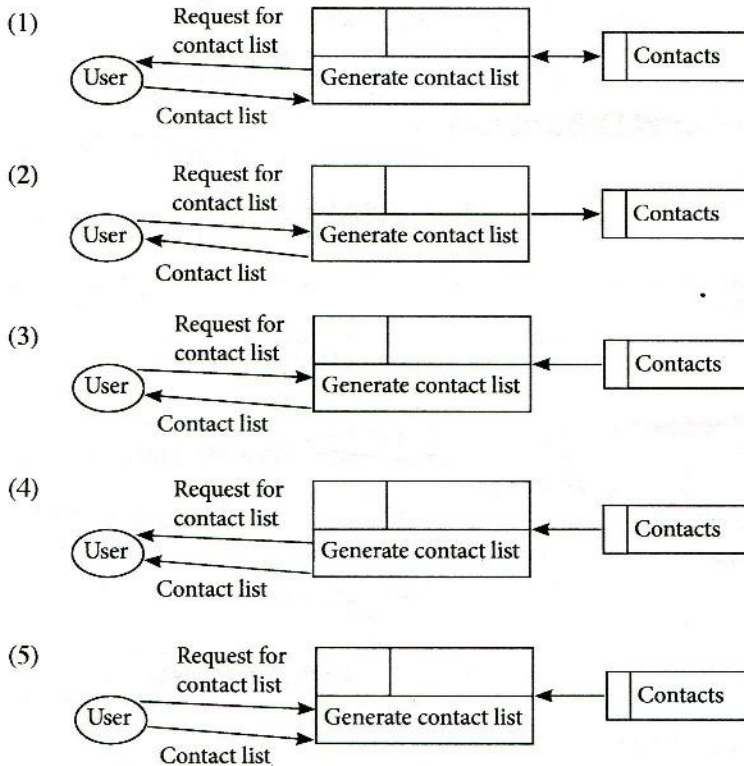 (1)
Request for
contact list
User
Generate contact list
Contacts
Contact list
(2)
Request for
contact list
User
Generate contact list
Contacts
Contact list
(3)
Request for
contact list
User
Generate contact list
Contacts
Contact list
(4)
Request for
contact list
User
Generate contact list
Contacts
Contact list
(5)
Request for
contact list
User
Generate contact list
Contacts
Contact list